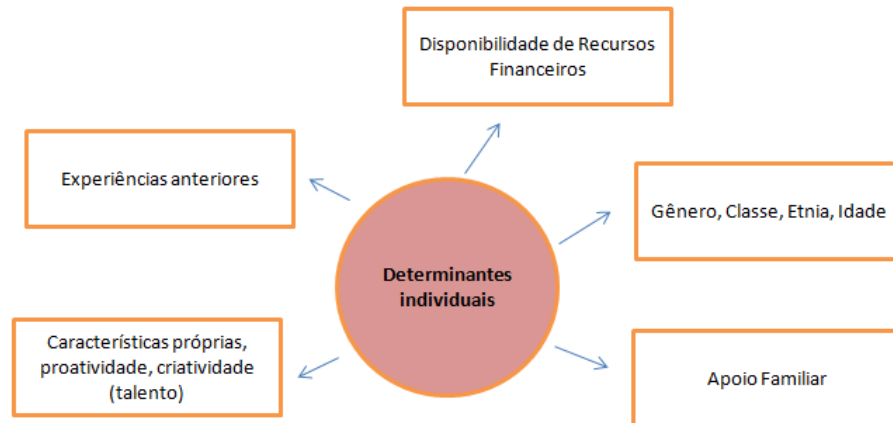 Disponibilidade de Recursos
Financeiros
Experiências anteriores
Gênero, Classe, Etnia, Idade
Determinantes
individuais
Características próprias,
proatividade, criatividade
(talento)
Apoio Familiar